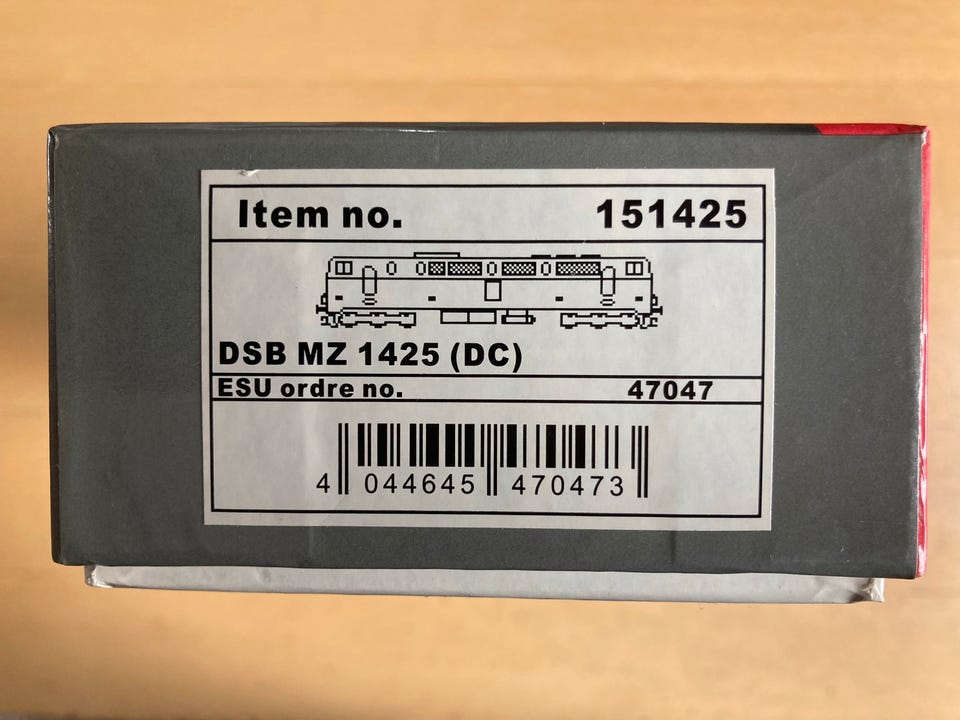 Item no. 151425
DSB MZ 1425 (DC)
ESU ordre no. 47047
4 044645 470473